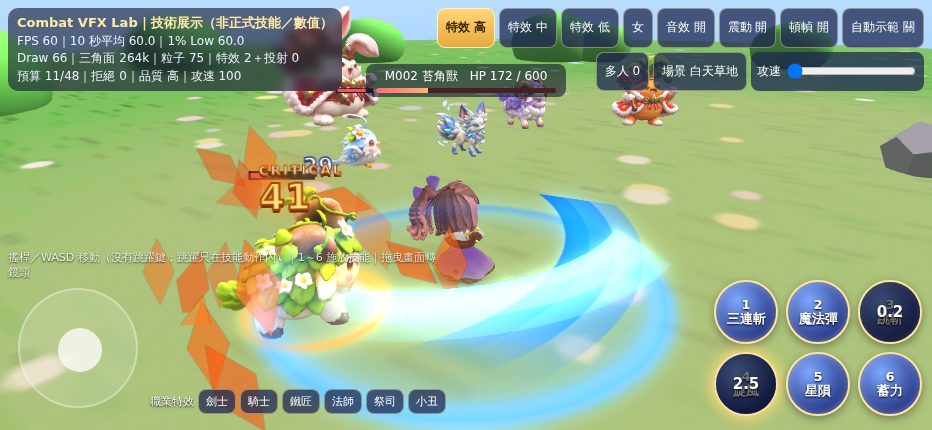 Combat VFX Lab｜技術展示（非正式技能／數值）
FPS 60｜10 秒平均 60.0｜1% Low 60.0
Draw 66｜三角面 264k｜粒子 75｜特效 2＋投射 0
預算 11/48｜拒絕 0｜品質 高｜攻速 100
特效 高
特效 中
特效 低
女
音效 開
震動 開
頓幀 開
自動示範 關
多人 0
場景 白天草地
攻速
M002 苔角獸 HP 172 / 600
29
CRITICAL
41
搖桿／WASD 移動（沒有跳躍鍵；跳躍只在技能動作內）｜1~6 施放技能｜拖曳畫面轉
鏡頭
1
三連斬
2
魔法彈
3
0.2
跳斬
4
2.5
旋風
5
星隕
6
蓄力
職業特效
劍士
騎士
鐵匠
法師
祭司
小丑